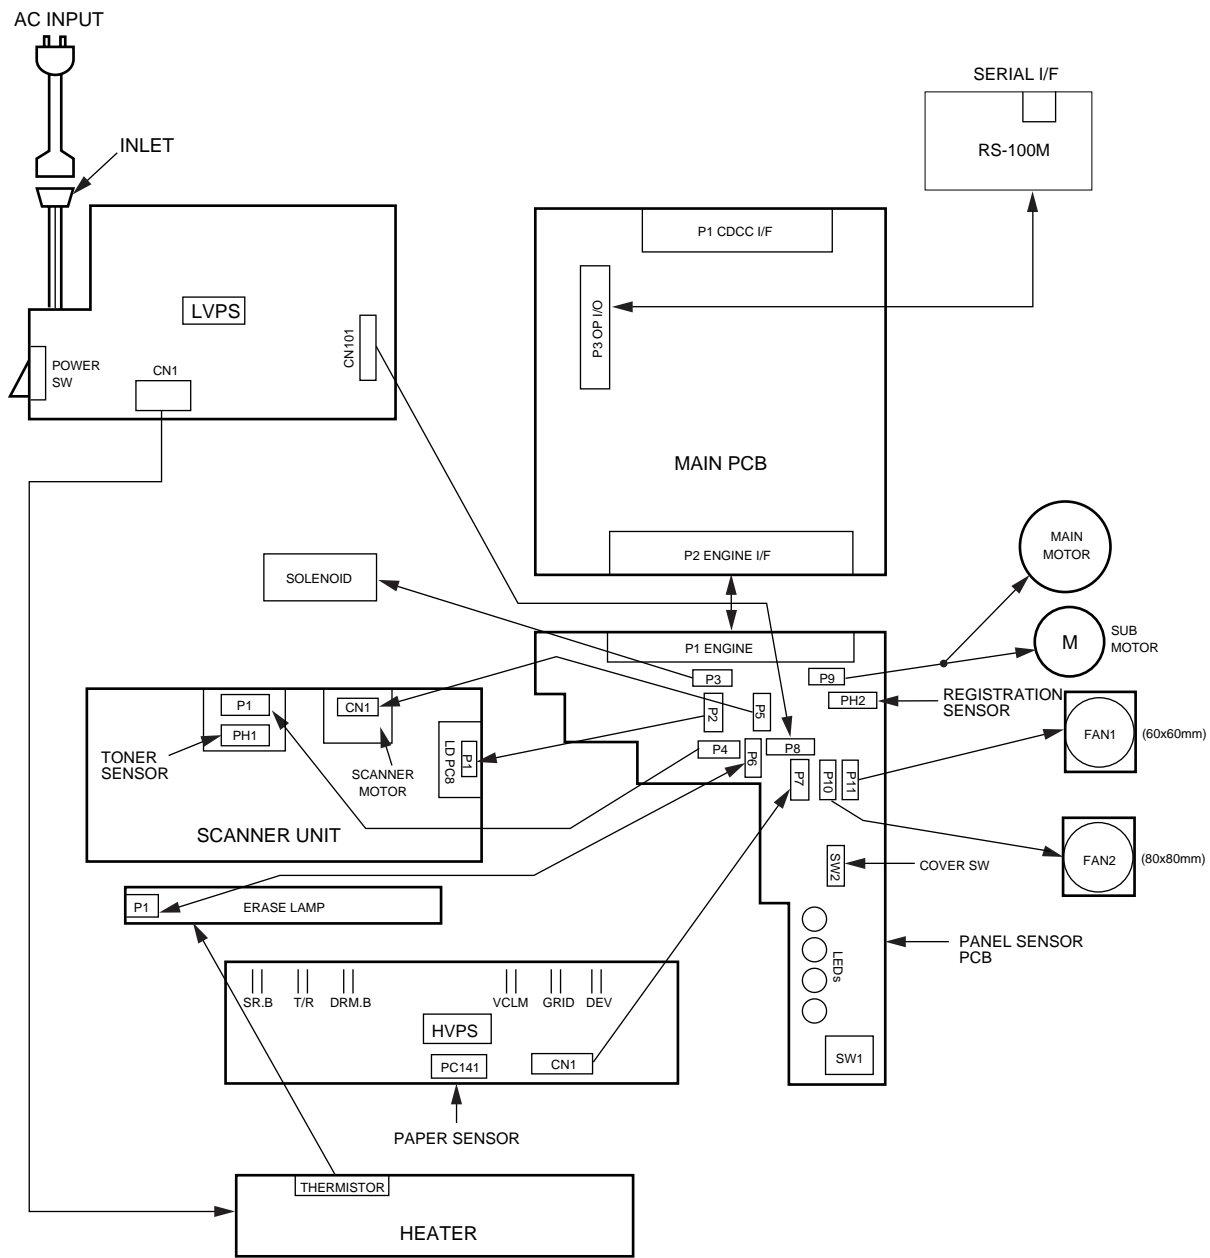 AC INPUT
SERIAL I/F
RS-100M
INLET
P1 CDCC I/F
LVPS
P3 OP I/O
CN101
POWER
SW
CN1
MAIN PCB
P2 ENGINE I/F
MAIN
MOTOR
SOLENOID
P1 ENGINE
M
SUB
MOTOR
P3
P9
PH2
REGISTRATION
SENSOR
P2
P5
P1
CN1
PH1
TONER
SENSOR
SCANNER
MOTOR
LD PC8
P1
P4
P6
P8
P7
P10
P11
FAN1
(60x60mm)
SCANNER UNIT
SW2
COVER SW
FAN2
(80x80mm)
P1
ERASE LAMP
LEDs
PANEL SENSOR
PCB
SR.B
T/R
DRM.B
VCLM
GRID
DEV
HVPS
PC141
CN1
SW1
PAPER SENSOR
THERMISTOR
HEATER